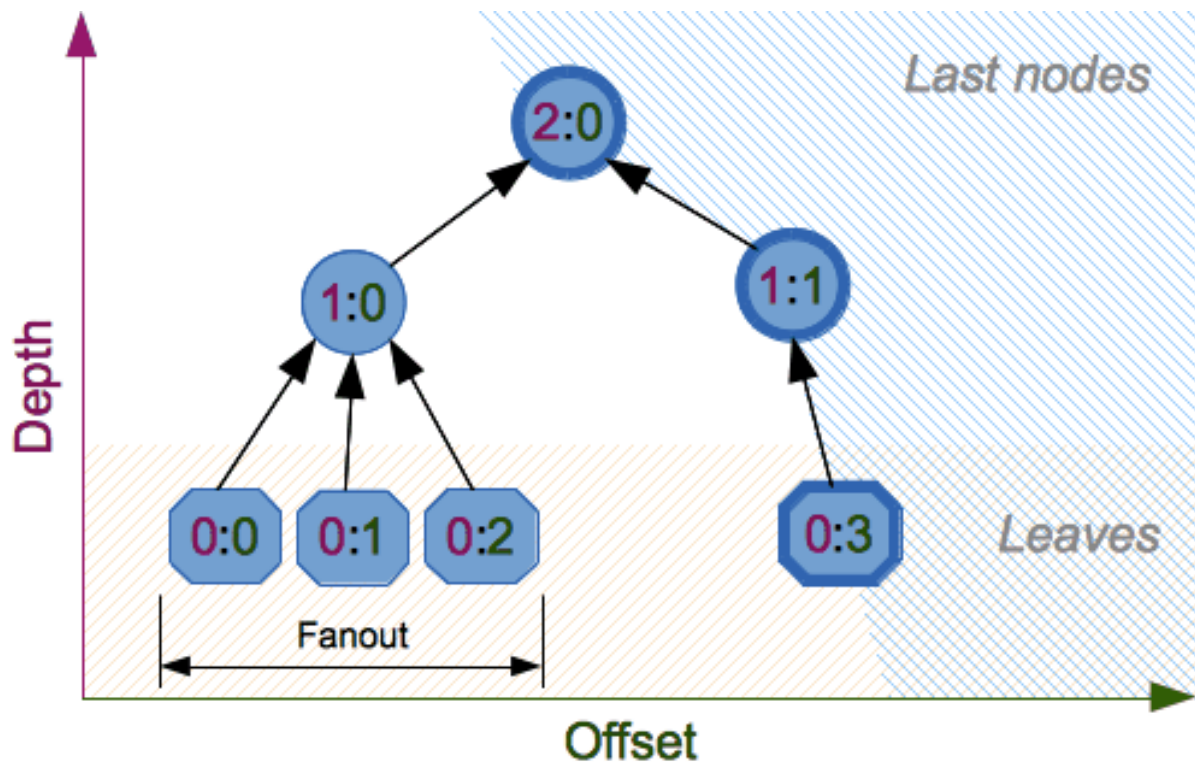 Last nodes
2:0
1:0
1:1
Depth
0:0 0:1 0:2 0:3
Leaves
Fanout
Offset